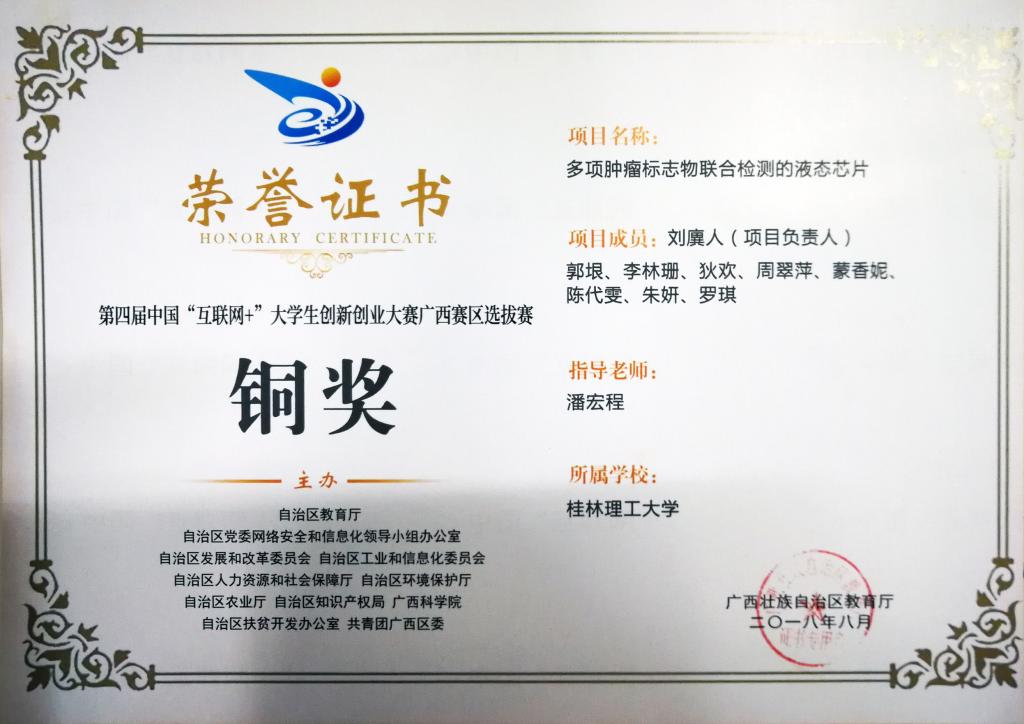 荣誉证书
HONORARY CERTIFICATE
第四届中国“互联网+”大学生创新创业大赛广西赛区选拔赛
铜奖
主办
自治区教育厅
自治区党委网络安全和信息化领导小组办公室
自治区发展和改革委员会 自治区工业和信息化委员会
自治区人力资源和社会保障厅 自治区环境保护厅
自治区农业厅 自治区知识产权局 广西科学院
自治区扶贫开发办公室 共青团广西区委
项目名称：
多项肿瘤标志物联合检测的液态芯片
项目成员：刘廙人（项目负责人）
郭垠、李林珊、狄欢、周翠萍、蒙香妮、
陈代雯、朱妍、罗琪
指导老师：
潘宏程
所属学校：
桂林理工大学
广西壮族自治区教育厅
二〇一八年八月